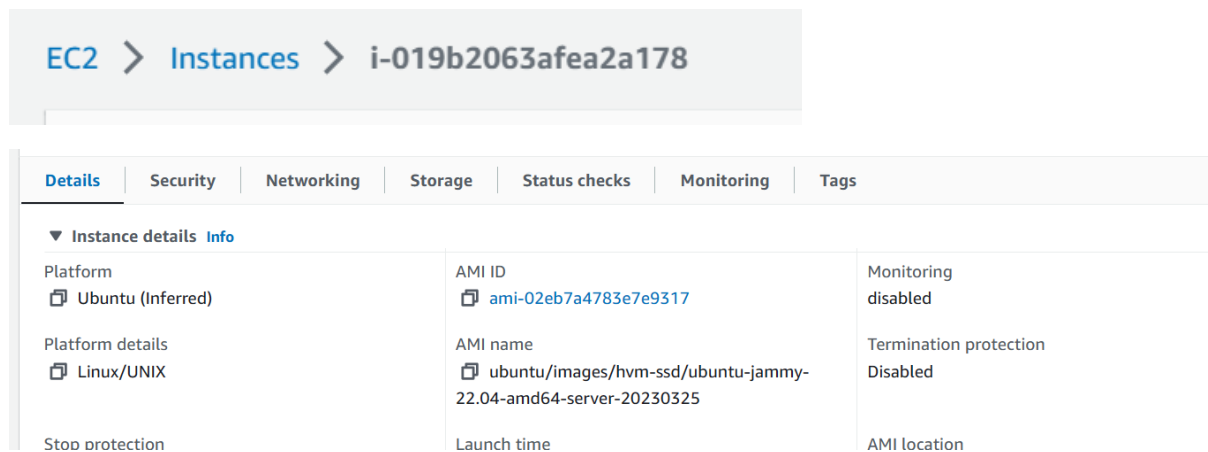 EC2 > Instances > i-019b2063afea2a178
Details Security Networking Storage Status checks Monitoring Tags
▼ Instance details Info
Platform
Ubuntu (Inferred)
AMI ID
ami-02eb7a4783e7e9317
Monitoring
disabled
Platform details
Linux/UNIX
AMI name
ubuntu/images/hvm-ssd/ubuntu-jammy-
22.04-amd64-server-20230325
Termination protection
Disabled
Stop protection
Launch time
AMI location